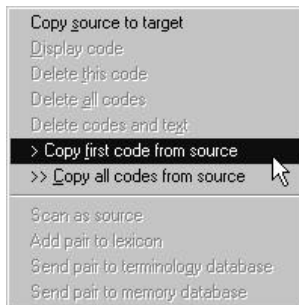 Copy source to target
Display code
Delete this code
Delete all codes
Delete codes and text
> Copy first code from source
>> Copy all codes from source
Scan as source
Add pair to lexicon
Send pair to terminology database
Send pair to memory database